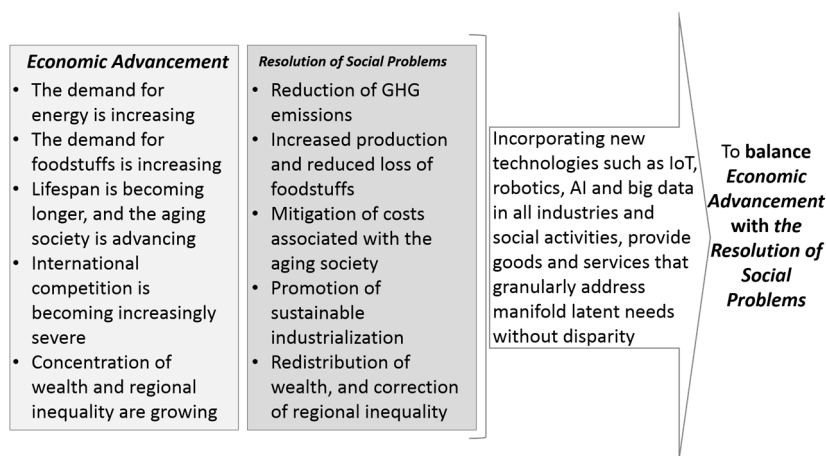 Economic Advancement
• The demand for
energy is increasing
• The demand for
foodstuffs is increasing
• Lifespan is becoming
longer, and the aging
society is advancing
• International
competition is
becoming increasingly
severe
• Concentration of
wealth and regional
inequality are growing
Resolution of Social Problems
• Reduction of GHG
emissions
• Increased production
and reduced loss of
foodstuffs
• Mitigation of costs
associated with the
aging society
• Promotion of
sustainable
industrialization
• Redistribution of
wealth, and correction
of regional inequality
Incorporating new
technologies such as IoT,
robotics, AI and big data
in all industries and
social activities, provide
goods and services that
granularly address
manifold latent needs
without disparity
To balance
Economic
Advancement
with the
Resolution of
Social
Problems